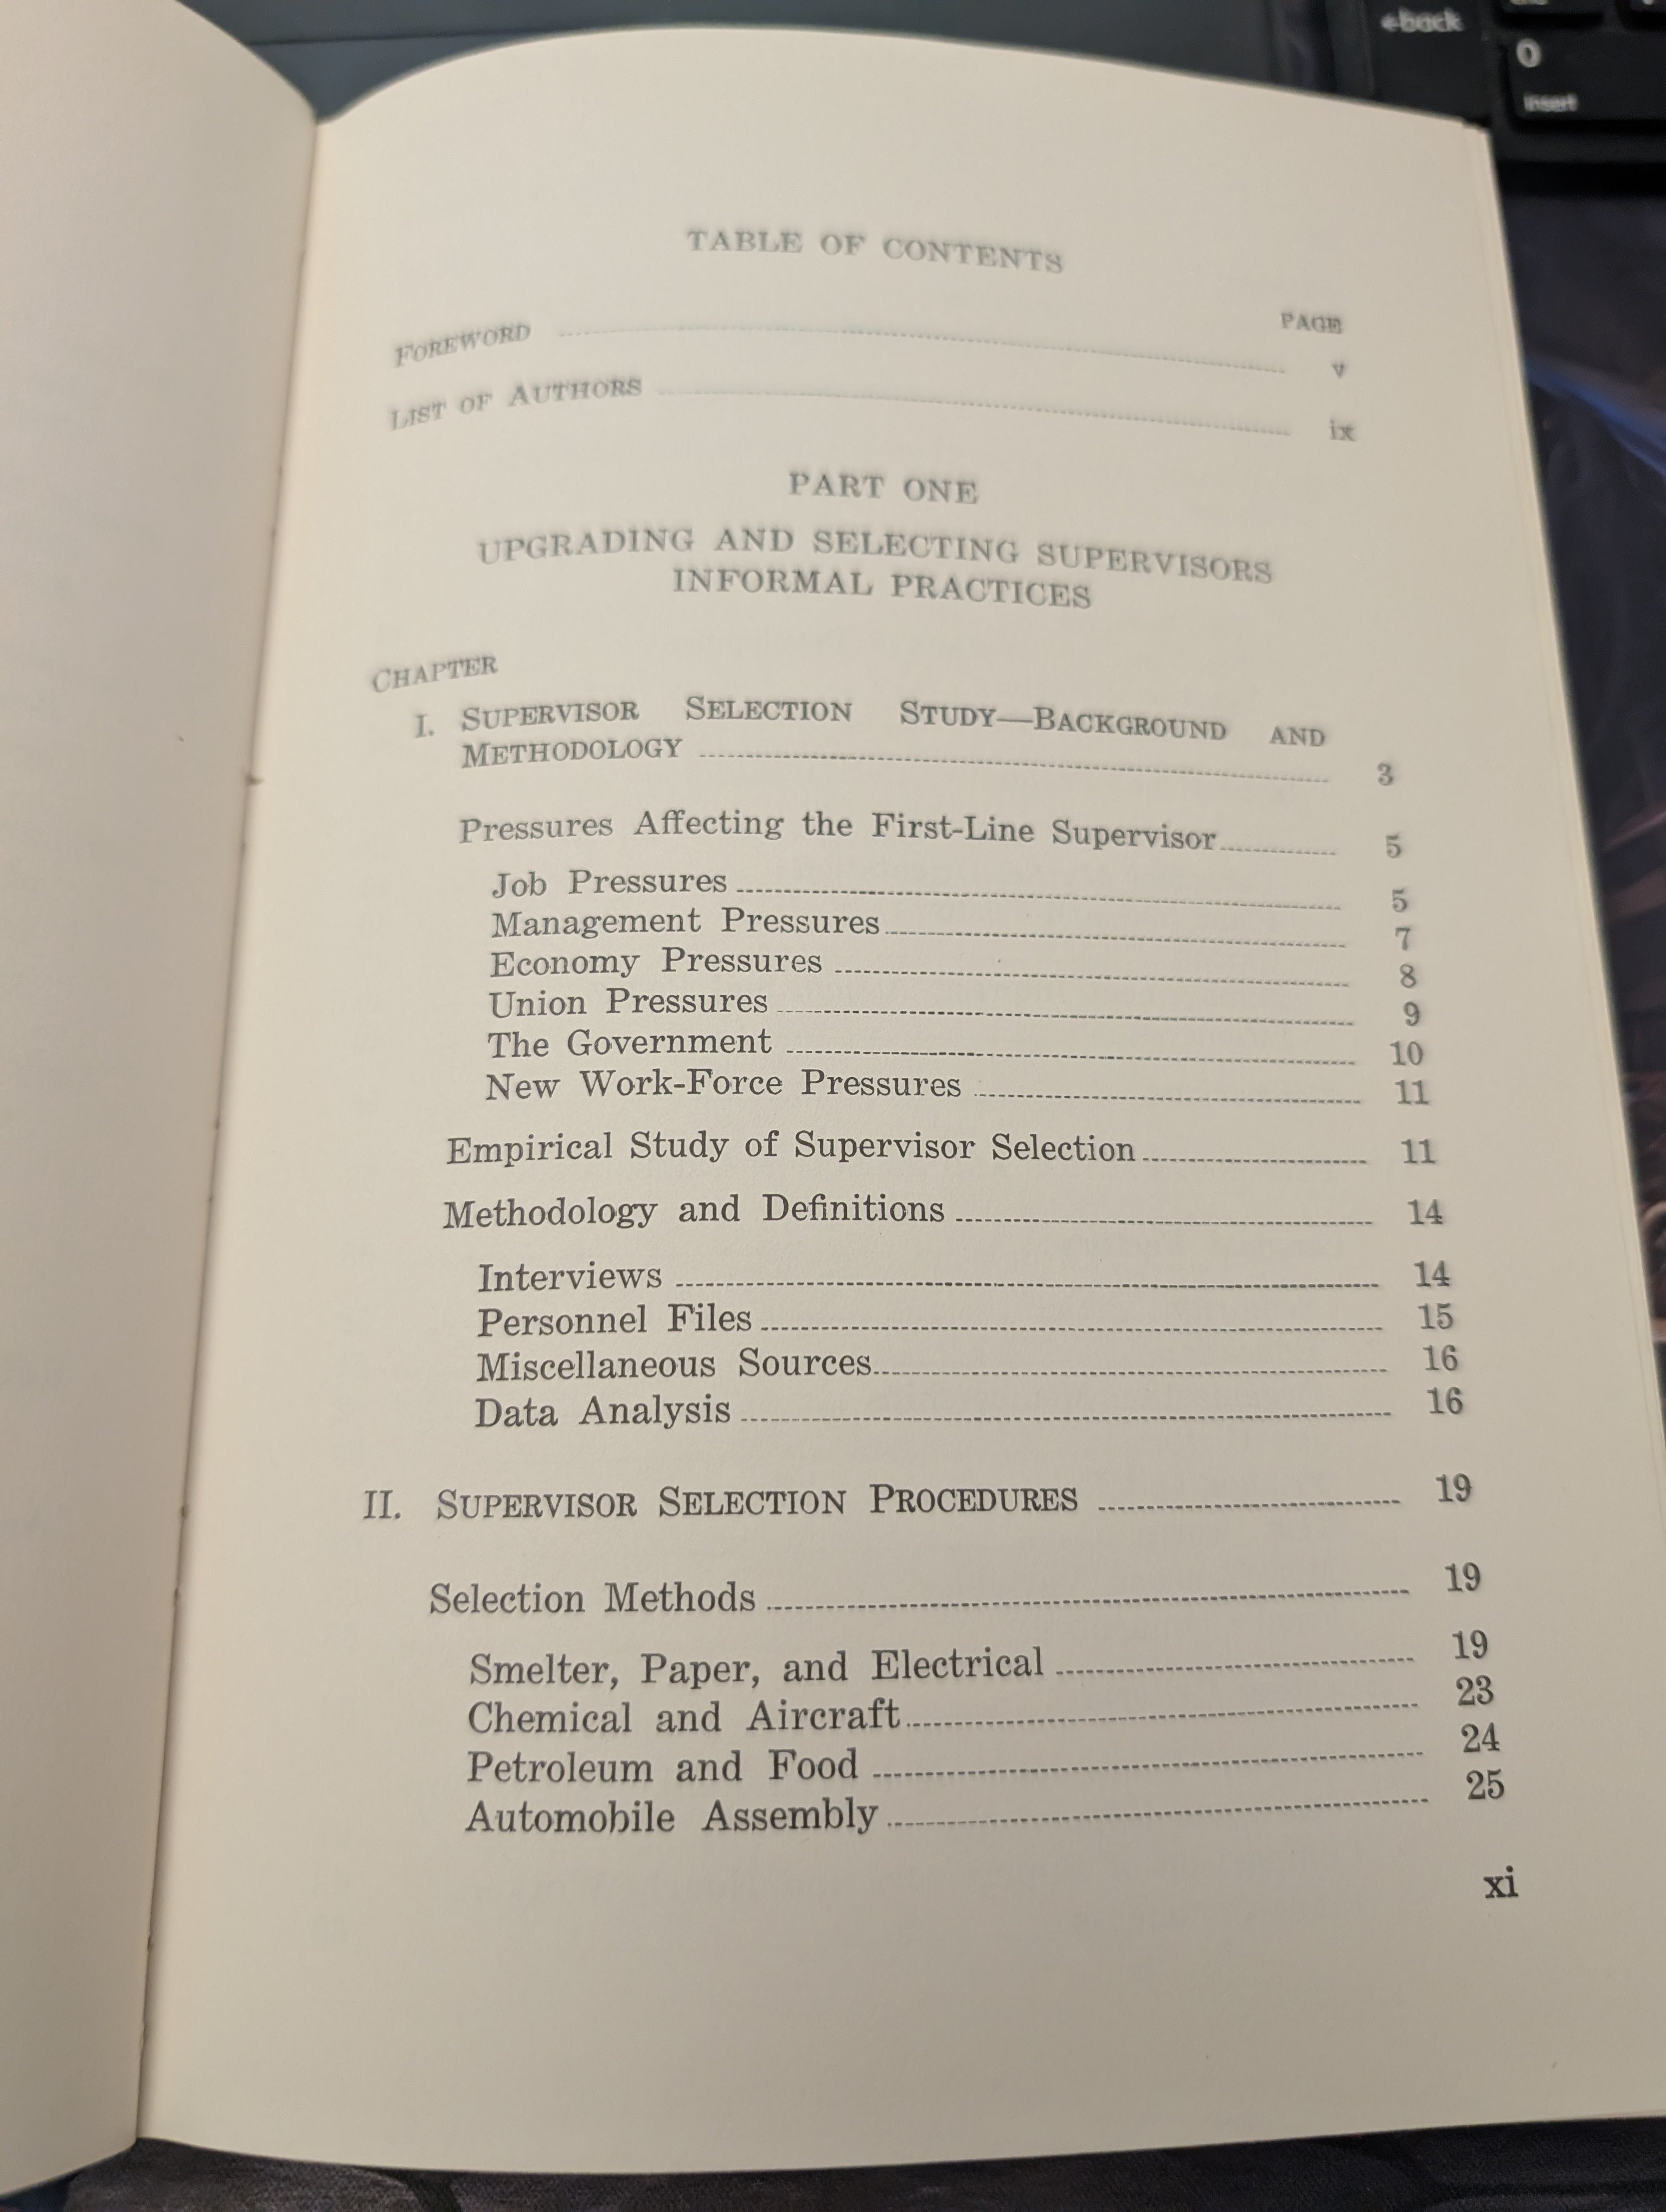 ←back
0
insert
TABLE OF CONTENTS
PAGE
FOREWORD v
LIST OF AUTHORS ix
PART ONE
UPGRADING AND SELECTING SUPERVISORS
INFORMAL PRACTICES
CHAPTER
I. SUPERVISOR SELECTION STUDY—BACKGROUND AND
METHODOLOGY 3
Pressures Affecting the First-Line Supervisor 5
Job Pressures 5
Management Pressures 7
Economy Pressures 8
Union Pressures 9
The Government 10
New Work-Force Pressures 11
Empirical Study of Supervisor Selection 11
Methodology and Definitions 14
Interviews 14
Personnel Files 15
Miscellaneous Sources 16
Data Analysis 16
II. SUPERVISOR SELECTION PROCEDURES 19
Selection Methods 19
Smelter, Paper, and Electrical 19
Chemical and Aircraft 23
Petroleum and Food 24
Automobile Assembly 25
xi